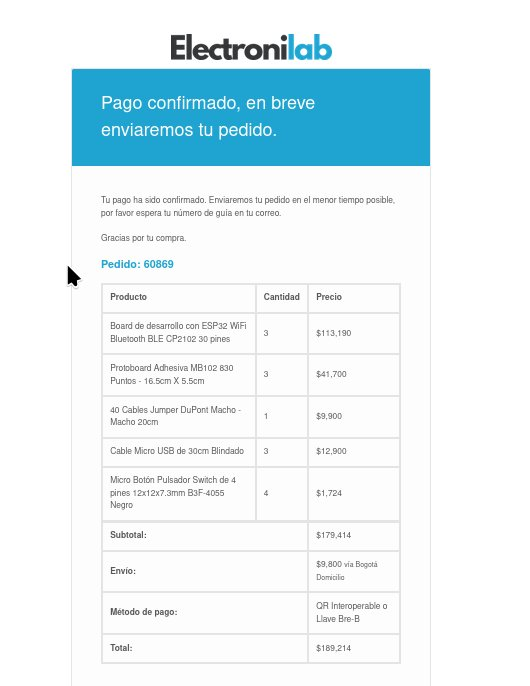 Electronilab
Pago confirmado, en breve
enviaremos tu pedido.
Tu pago ha sido confirmado. Enviaremos tu pedido en el menor tiempo posible,
por favor espera tu número de guía en tu correo.
Gracias por tu compra.
Pedido: 60869
Producto Cantidad Precio
Board de desarrollo con ESP32 WiFi
Bluetooth BLE CP2102 30 pines
3 $113,190
Protoboard Adhesiva MB102 830
Puntos - 16.5cm X 5.5cm
3 $41,700
40 Cables Jumper DuPont Macho -
Macho 20cm
1 $9,900
Cable Micro USB de 30cm Blindado 3 $12,900
Micro Botón Pulsador Switch de 4
pines 12x12x7.3mm B3F-4055
Negro
4 $1,724
Subtotal: $179,414
Envío: $9,800 vía Bogotá
Domicilio
Método de pago: QR Interoperable o
Llave Bre-B
Total: $189,214